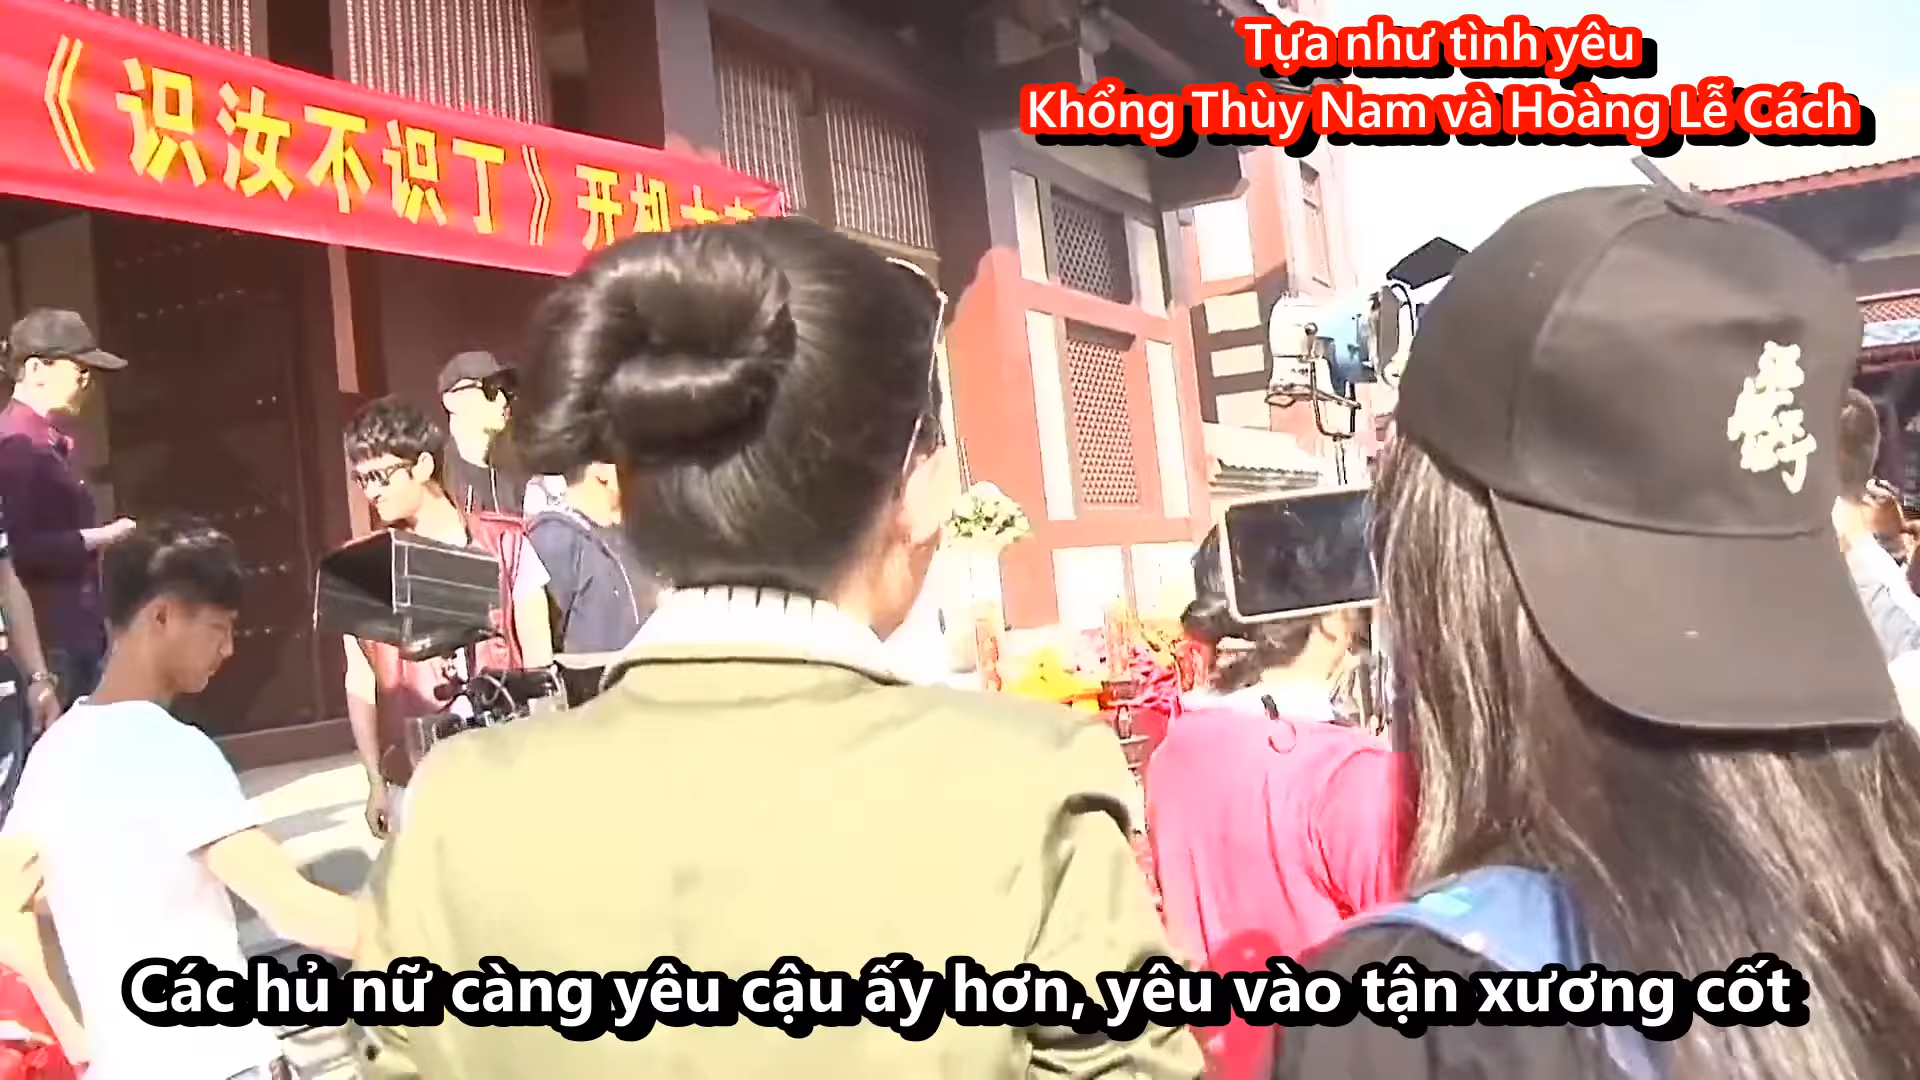 Tựa như tình yêu
Khổng Thùy Nam và Hoàng Lễ Cách
《识汝不识丁》开机大
Các hủ nữ càng yêu cậu ấy hơn, yêu vào tận xương cốt